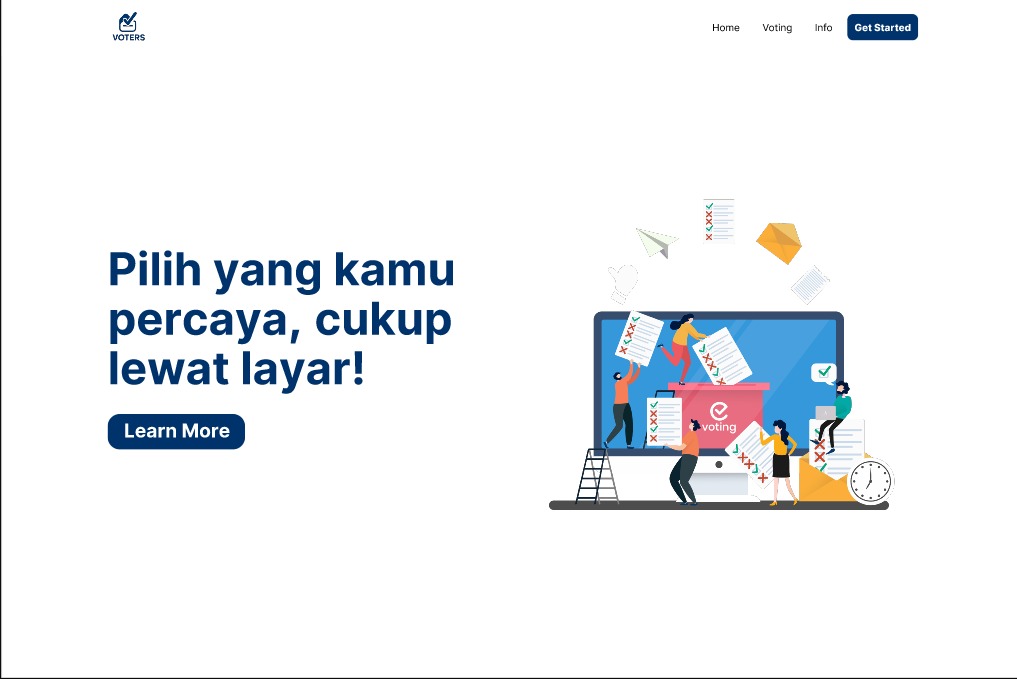 VOTERS
Home Voting Info Get Started
Pilih yang kamu
percaya, cukup
lewat layar!
Learn More
voting